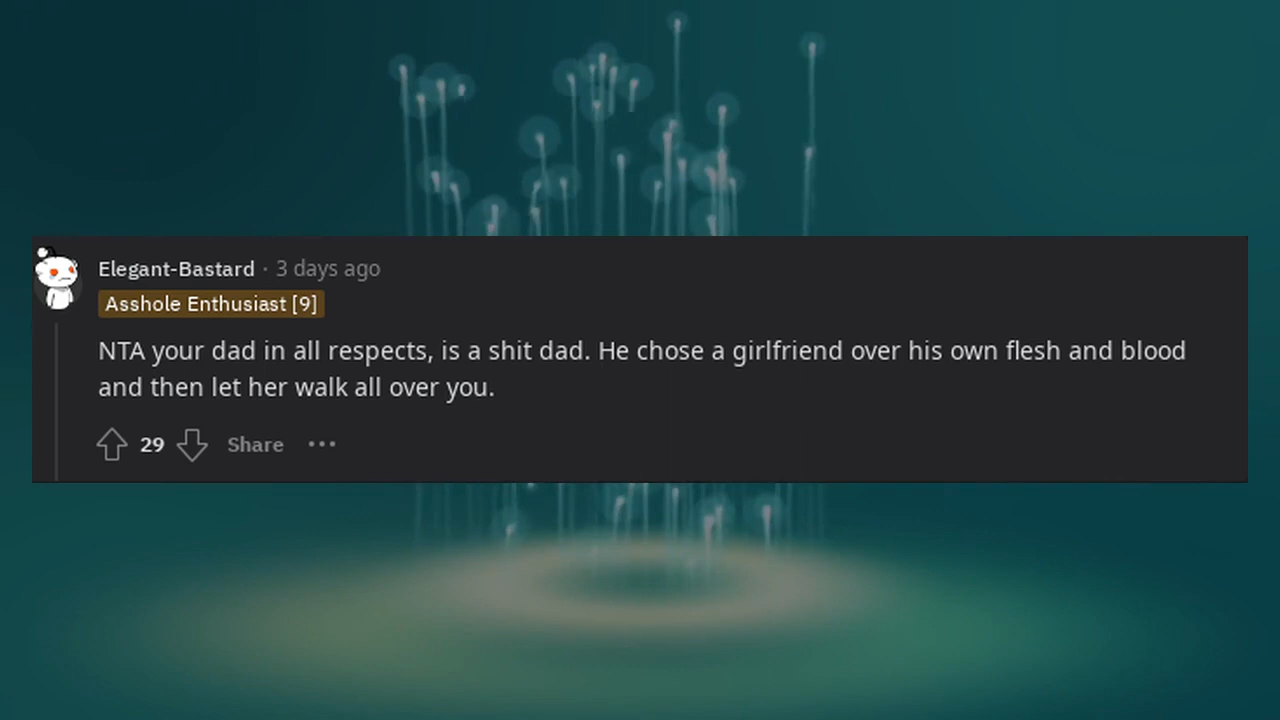 Elegant-Bastard · 3 days ago
Asshole Enthusiast [9]
NTA your dad in all respects, is a shit dad. He chose a girlfriend over his own flesh and blood
and then let her walk all over you.
29 Share ···